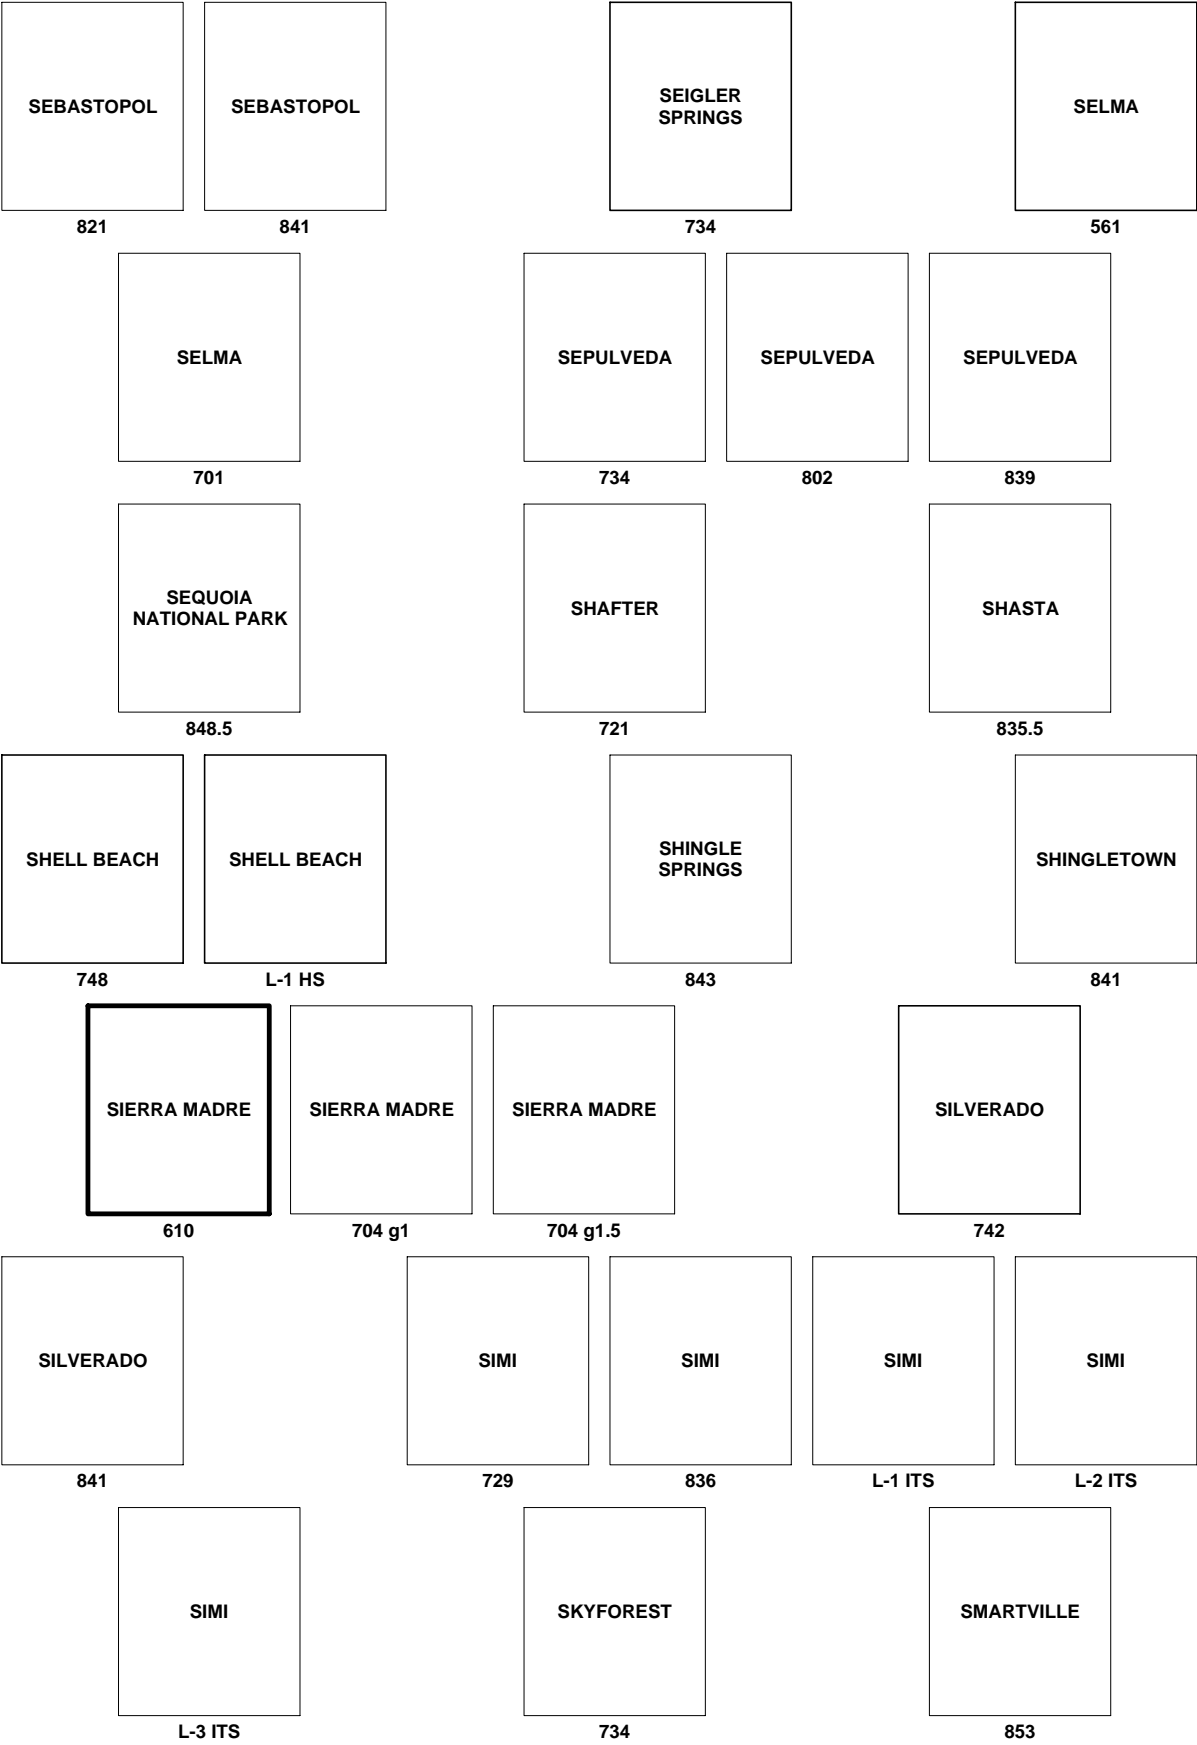 SEBASTOPOL
821
SEBASTOPOL
841
SEIGLER
SPRINGS
734
SELMA
561
SELMA
701
SEPULVEDA
734
SEPULVEDA
802
SEPULVEDA
839
SEQUOIA
NATIONAL PARK
848.5
SHAFTER
721
SHASTA
835.5
SHELL BEACH
748
SHELL BEACH
L-1 HS
SHINGLE
SPRINGS
843
SHINGLETOWN
841
SIERRA MADRE
610
SIERRA MADRE
704 g1
SIERRA MADRE
704 g1.5
SILVERADO
742
SILVERADO
841
SIMI
729
SIMI
836
SIMI
L-1 ITS
SIMI
L-2 ITS
SIMI
L-3 ITS
SKYFOREST
734
SMARTVILLE
853